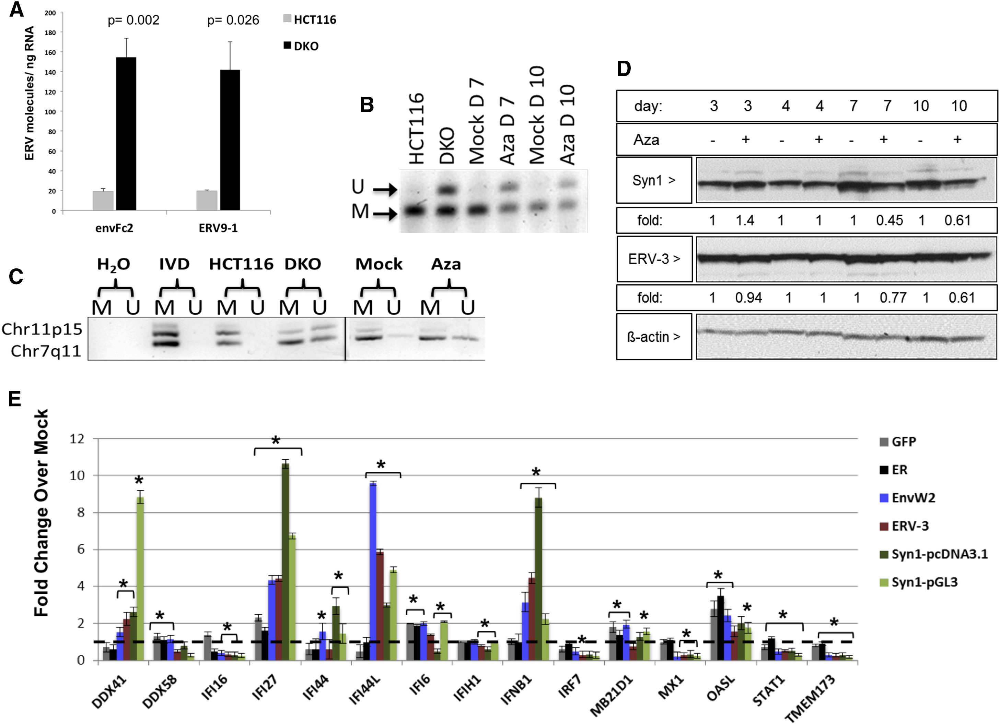 A
200
180
160
140
120
100
80
60
40
20
0
ERV molecules/ ng RNA
p= 0.002
p= 0.026
HCT116
DKO
envFc2
ERV9-1
B
HCT116
DKO
Mock D 7
Aza D 7
Mock D 10
Aza D 10
U
M
C
H2O IVD HCT116 DKO Mock Aza
M U M U M U M U M U M U
Chr11p15
Chr7q11
D
day: 3 3 4 4 7 7 10 10
Aza - + - + - + - +
Syn1 >
fold: 1 1.4 1 1 1 0.45 1 0.61
ERV-3 >
fold: 1 0.94 1 1 1 0.77 1 0.61
ß-actin >
E
Fold Change Over Mock
12
10
8
6
4
2
0
* * * * * * * * * * * * * * * * * * * *
DDX41
DDX58
IFI16
IFI27
IFI44
IFI44L
IFI6
IFIH1
IFNB1
IRF7
MB21D1
MX1
OASL
STAT1
TMEM173
GFP
ER
EnvW2
ERV-3
Syn1-pcDNA3.1
Syn1-pGL3